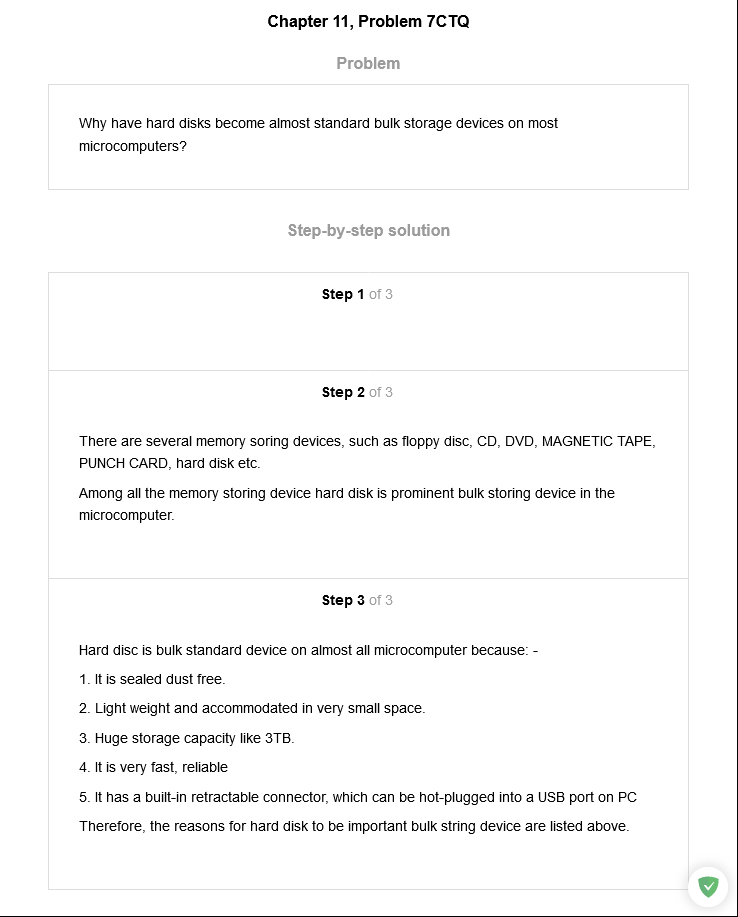 Chapter 11, Problem 7CTQ
Problem
Why have hard disks become almost standard bulk storage devices on most
microcomputers?
Step-by-step solution
Step 1 of 3
Step 2 of 3
There are several memory soring devices, such as floppy disc, CD, DVD, MAGNETIC TAPE,
PUNCH CARD, hard disk etc.
Among all the memory storing device hard disk is prominent bulk storing device in the
microcomputer.
Step 3 of 3
Hard disc is bulk standard device on almost all microcomputer because: -
1. It is sealed dust free.
2. Light weight and accommodated in very small space.
3. Huge storage capacity like 3TB.
4. It is very fast, reliable
5. It has a built-in retractable connector, which can be hot-plugged into a USB port on PC
Therefore, the reasons for hard disk to be important bulk string device are listed above.